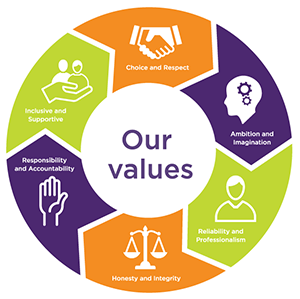 Our
values
Choice and Respect
Ambition and
Imagination
Reliability and
Professionalism
Honesty and Integrity
Responsibility
and Accountability
Inclusive and
Supportive